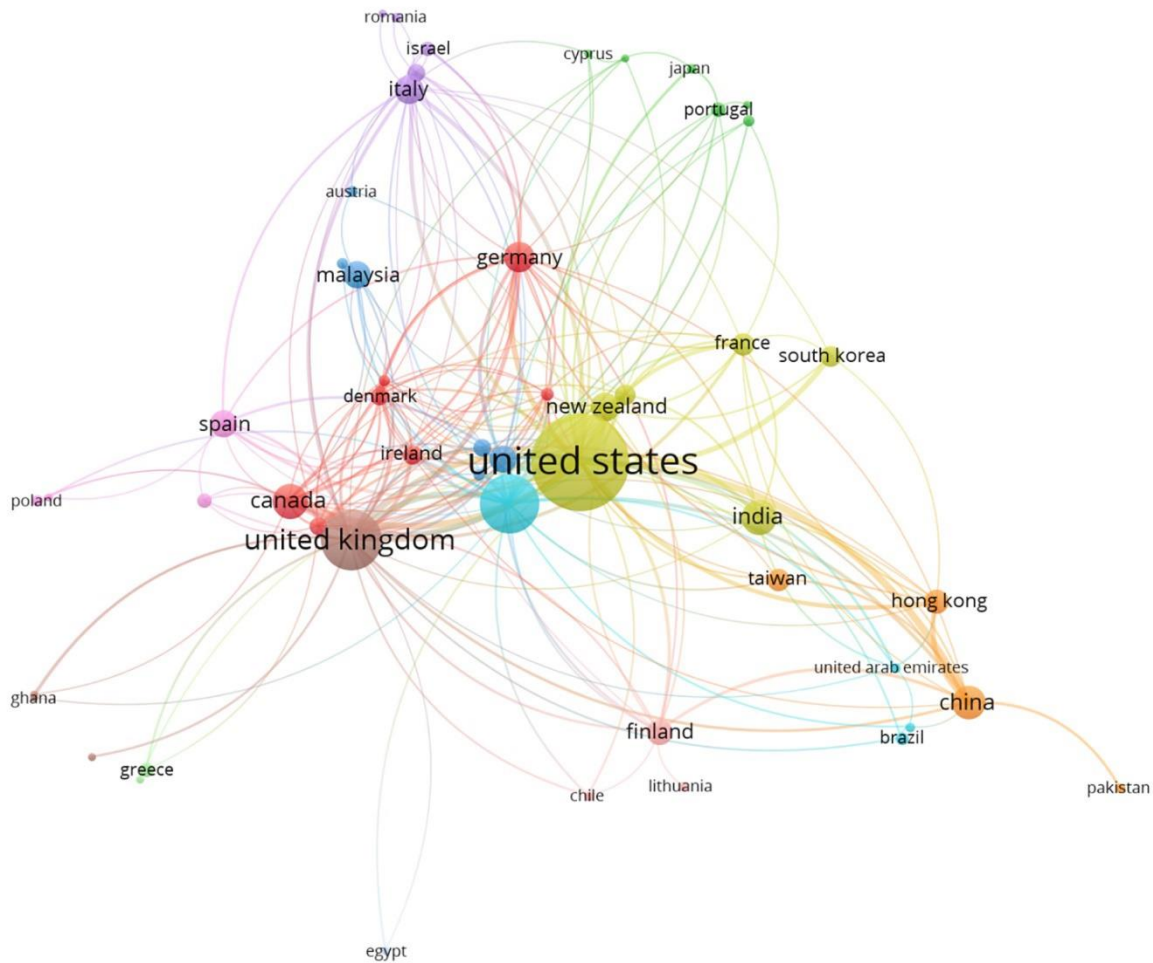 romania
israel
cyprus
japan
italy
portugal
austria
germany
malaysia
france
south korea
denmark
new zealand
spain
ireland
united states
poland
canada
india
united kingdom
taiwan
hong kong
united arab emirates
ghana
china
finland
brazil
greece
lithuania
pakistan
chile
egypt